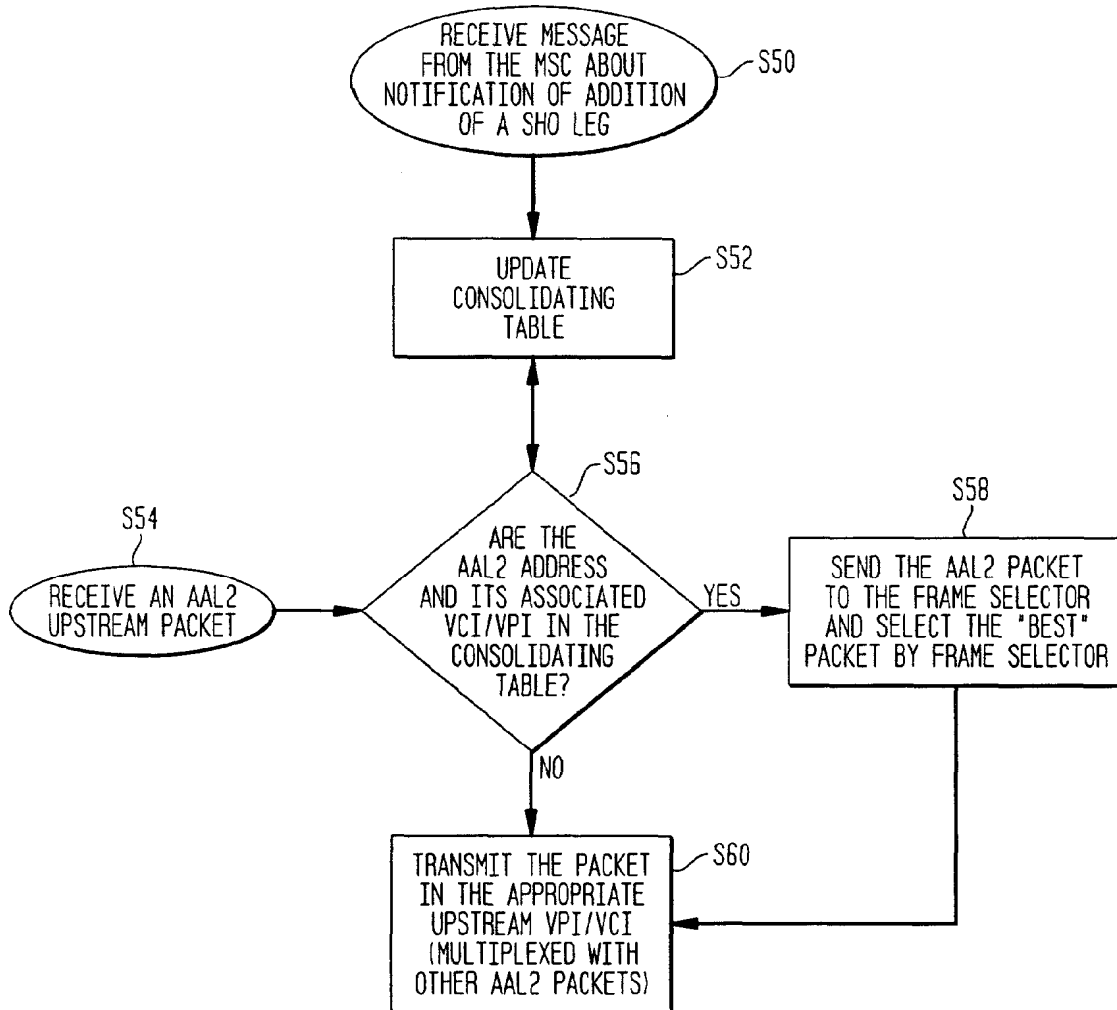 RECEIVE MESSAGE
FROM THE MSC ABOUT
NOTIFICATION OF ADDITION
OF A SHO LEG
S50
UPDATE
CONSOLIDATING
TABLE
S52
S54
RECEIVE AN AAL2
UPSTREAM PACKET
S56
ARE THE
AAL2 ADDRESS
AND ITS ASSOCIATED
VCI/VPI IN THE
CONSOLIDATING
TABLE?
YES
NO
S58
SEND THE AAL2 PACKET
TO THE FRAME SELECTOR
AND SELECT THE "BEST"
PACKET BY FRAME SELECTOR
S60
TRANSMIT THE PACKET
IN THE APPROPRIATE
UPSTREAM VPI/VCI
(MULTIPLEXED WITH
OTHER AAL2 PACKETS)